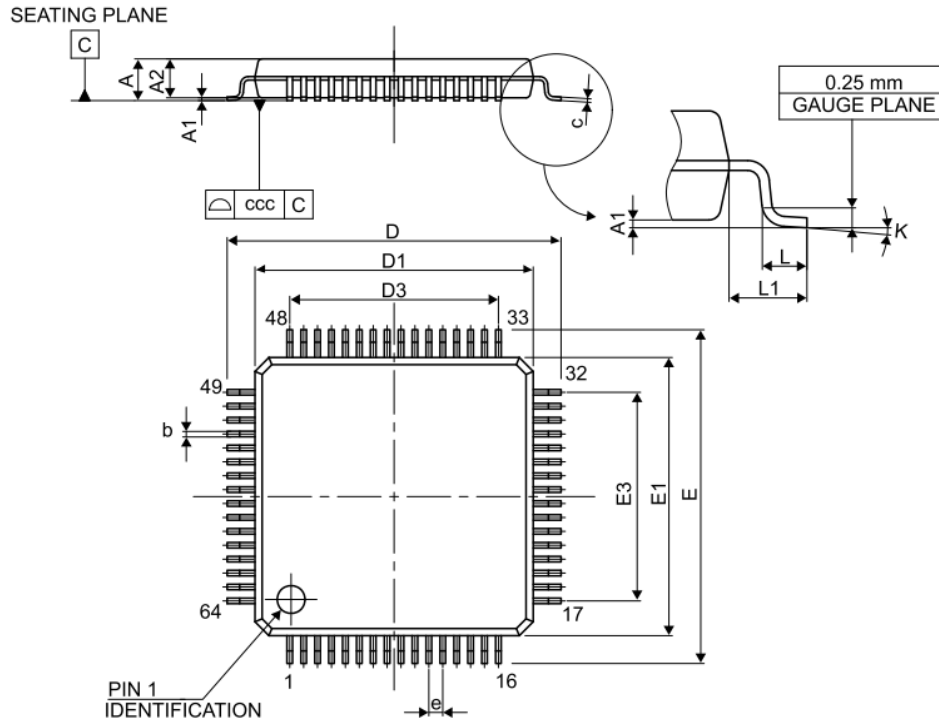 SEATING PLANE
C
A
A2
A1
c
ccc C
0.25 mm
GAUGE PLANE
A1
K
L
L1
D
D1
D3
48
33
49
32
b
E3
E1
E
64
17
1
16
e
PIN 1
IDENTIFICATION